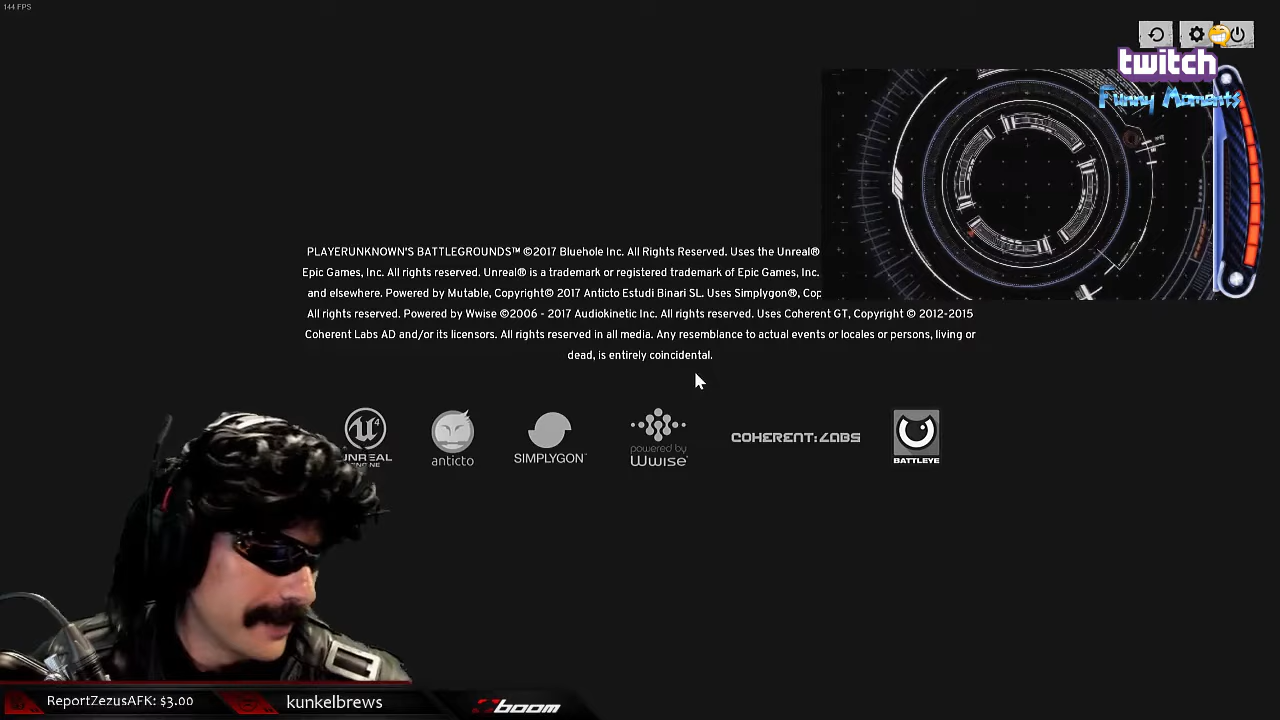 144 FPS
twitch
Funny Moments
PLAYERUNKNOWN'S BATTLEGROUNDS™ ©2017 Bluehole Inc. All Rights Reserved. Uses the Unreal®
Epic Games, Inc. All rights reserved. Unreal® is a trademark or registered trademark of Epic Games, Inc.
and elsewhere. Powered by Mutable, Copyright© 2017 Anticto Estudi Binari SL. Uses Simplygon®, Cop
All rights reserved. Powered by Wwise ©2006 - 2017 Audiokinetic Inc. All rights reserved. Uses Coherent GT, Copyright © 2012-2015
Coherent Labs AD and/or its licensors. All rights reserved in all media. Any resemblance to actual events or locales or persons, living or
dead, is entirely coincidental.
UNREAL
ENGINE
4
anticto
SIMPLYGON
powered by
Wwise
COHERENT:LABS
BATTLEYE
ReportZezusAFK: $3.00
kunkelbrews
boom